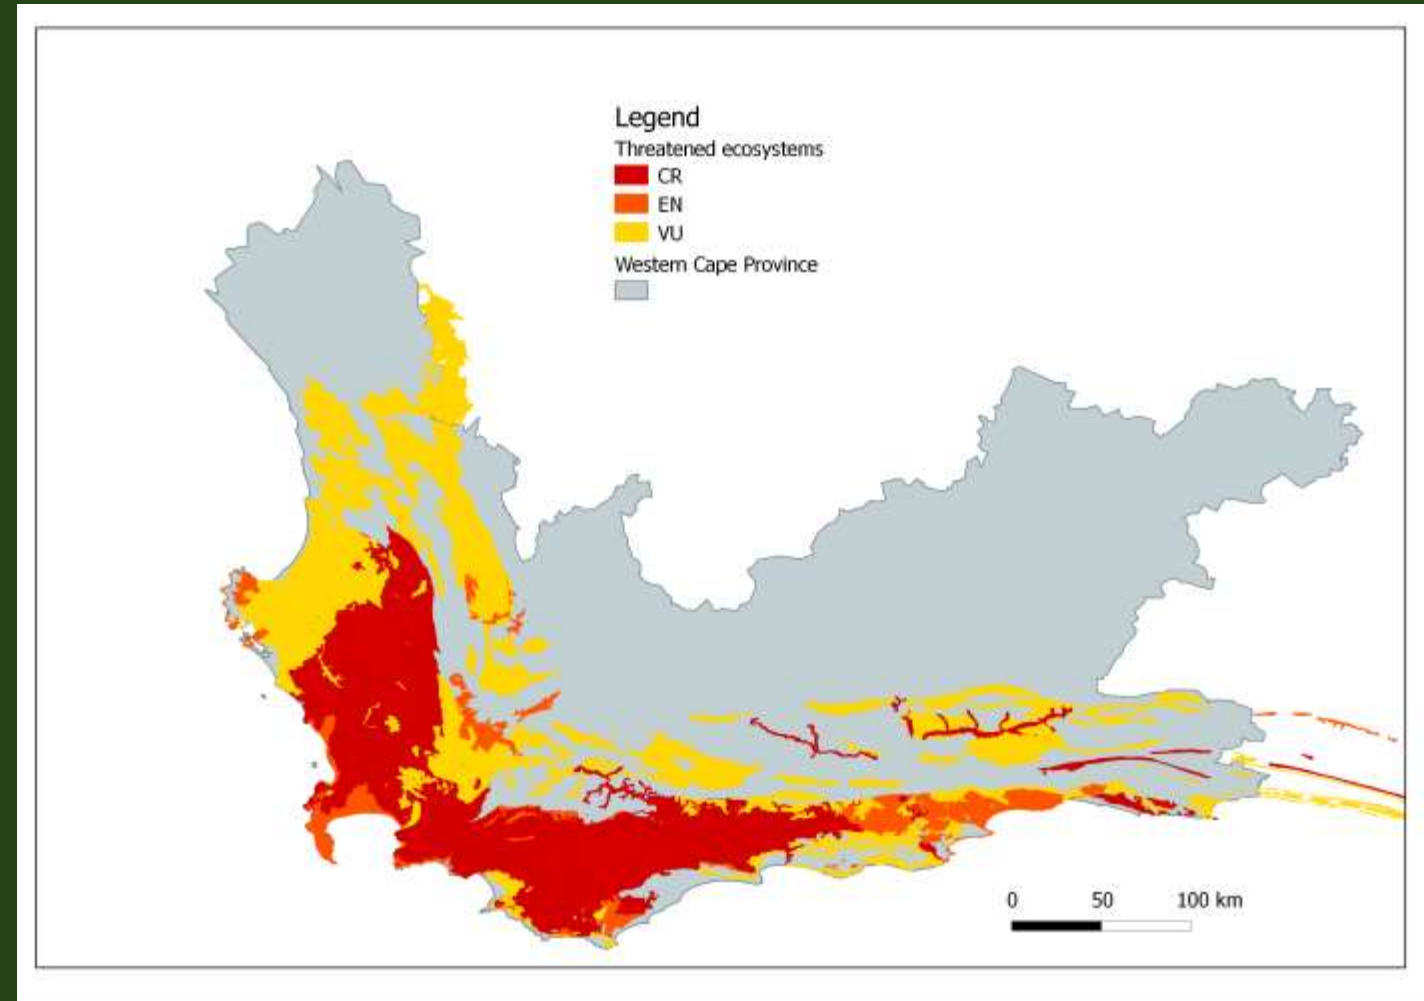 Legend
Threatened ecosystems
CR
EN
VU
Western Cape Province
0 50 100 km